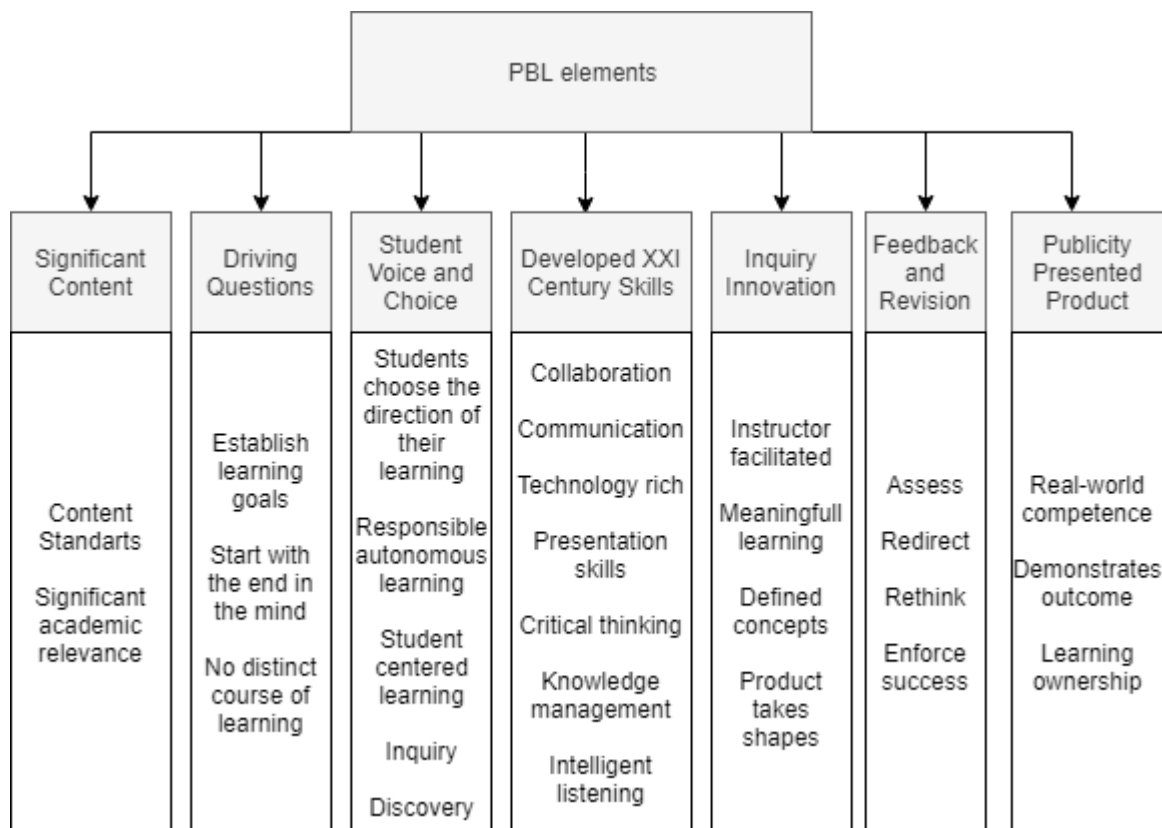 PBL elements
Significant
Content
Driving
Questions
Student
Voice and
Choice
Developed XXI
Century Skills
Inquiry
Innovation
Feedback
and
Revision
Publicity
Presented
Product
Content
Standarts
Significant
academic
relevance
Establish
learning
goals
Start with
the end in
the mind
No distinct
course of
learning
Students
choose the
direction of
their
learning
Responsible
autonomous
learning
Student
centered
learning
Inquiry
Discovery
Collaboration
Communication
Technology rich
Presentation
skills
Critical thinking
Knowledge
management
Intelligent
listening
Instructor
facilitated
Meaningfull
learning
Defined
concepts
Product
takes
shapes
Assess
Redirect
Rethink
Enforce
success
Real-world
competence
Demonstrates
outcome
Learning
ownership